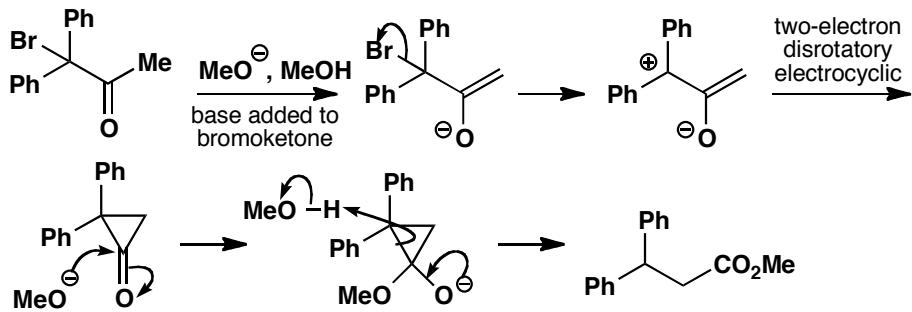 Ph
Br
Ph
Me
O
MeO⊖, MeOH
base added to
bromoketone
Ph
Br
Ph
⊖O
Ph
⊕
Ph
⊖O
two-electron
disrotatory
electrocyclic
Ph
Ph
⊖
MeO
O
Ph
MeO–H
Ph
MeO
O⊖
Ph
Ph
CO₂Me